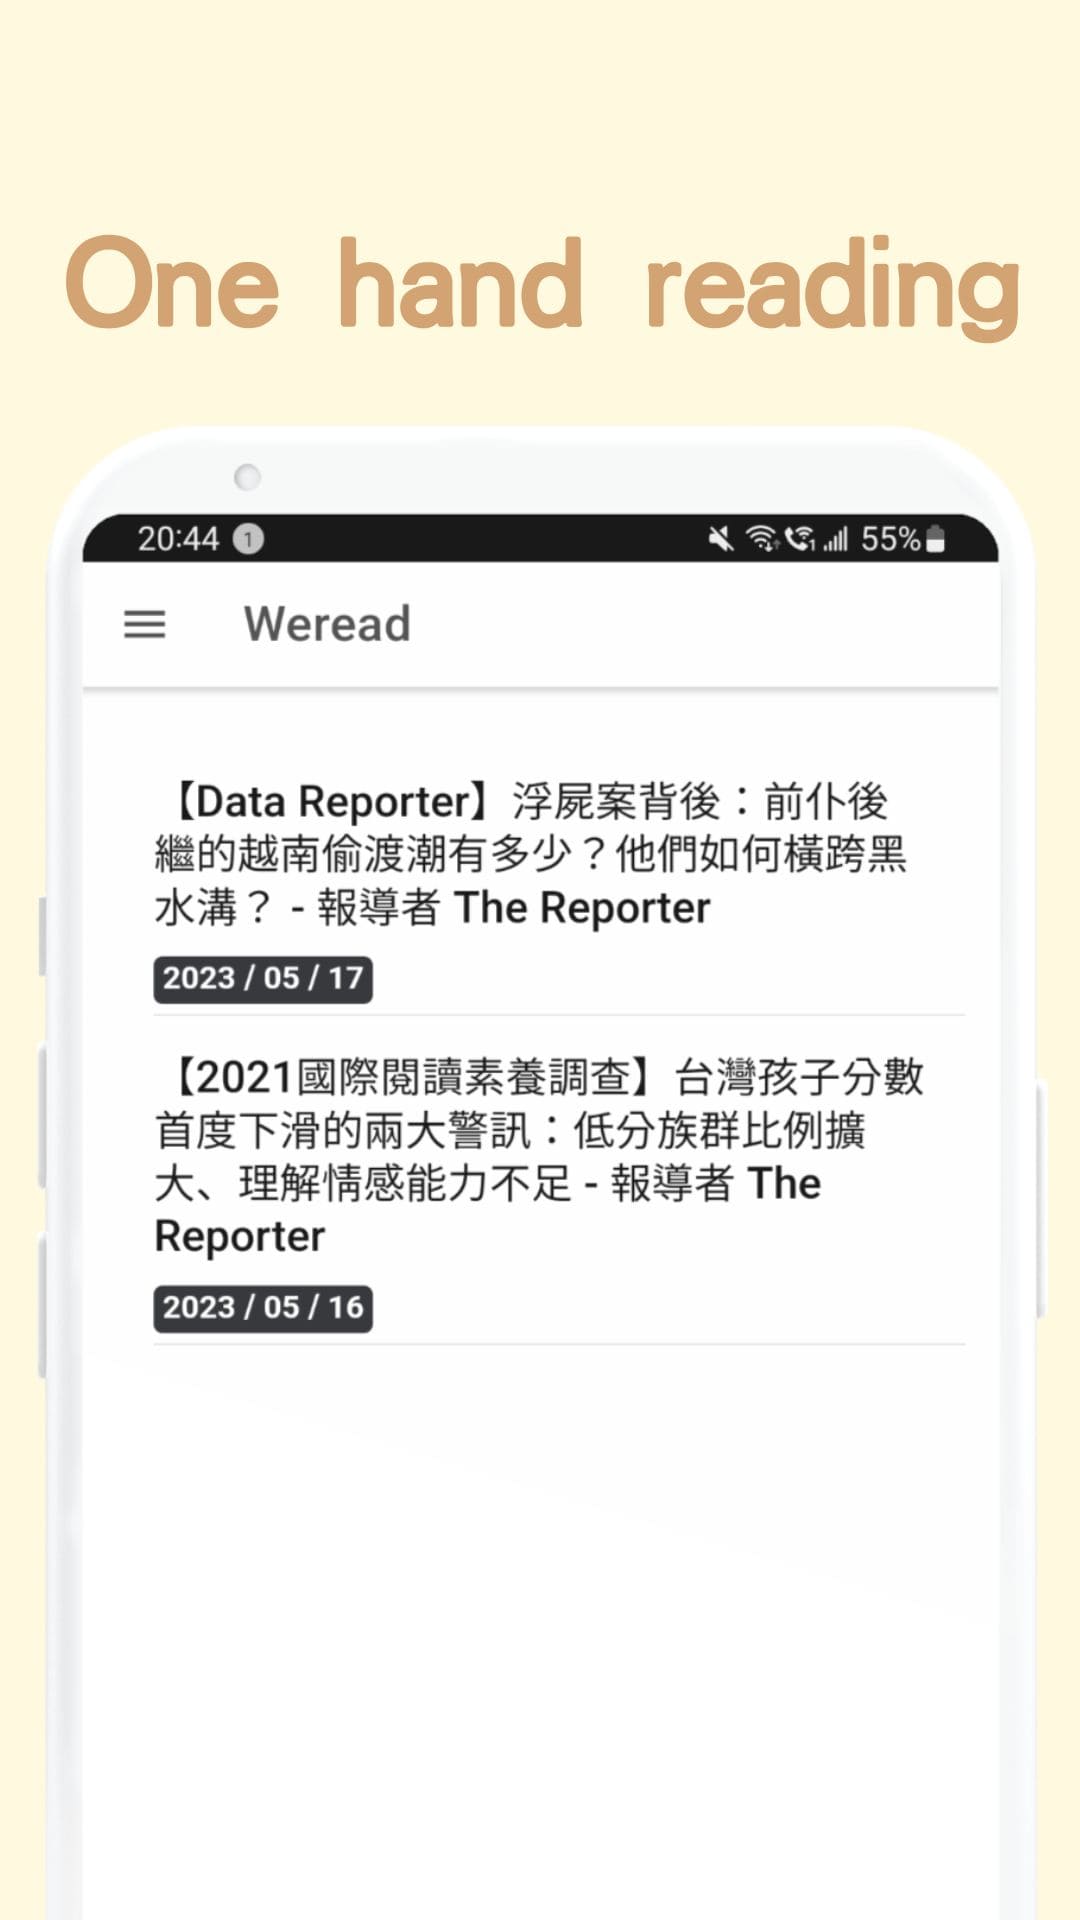 One hand reading
20:44 1 55%
Weread
【Data Reporter】浮屍案背後：前仆後
繼的越南偷渡潮有多少？他們如何橫跨黑
水溝？ - 報導者 The Reporter
2023 / 05 / 17
【2021國際閱讀素養調查】台灣孩子分數
首度下滑的兩大警訊：低分族群比例擴
大、理解情感能力不足 - 報導者 The
Reporter
2023 / 05 / 16